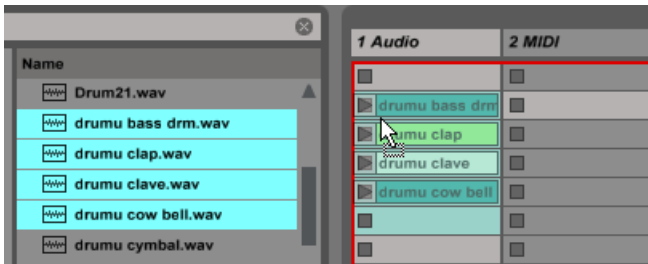 Name
Drum21.wav
drumu bass drm.wav
drumu clap.wav
drumu clave.wav
drumu cow bell.wav
drumu cymbal.wav
1 Audio
2 MIDI
drumu bass drm
umu clap
drumu clave
drumu cow bell